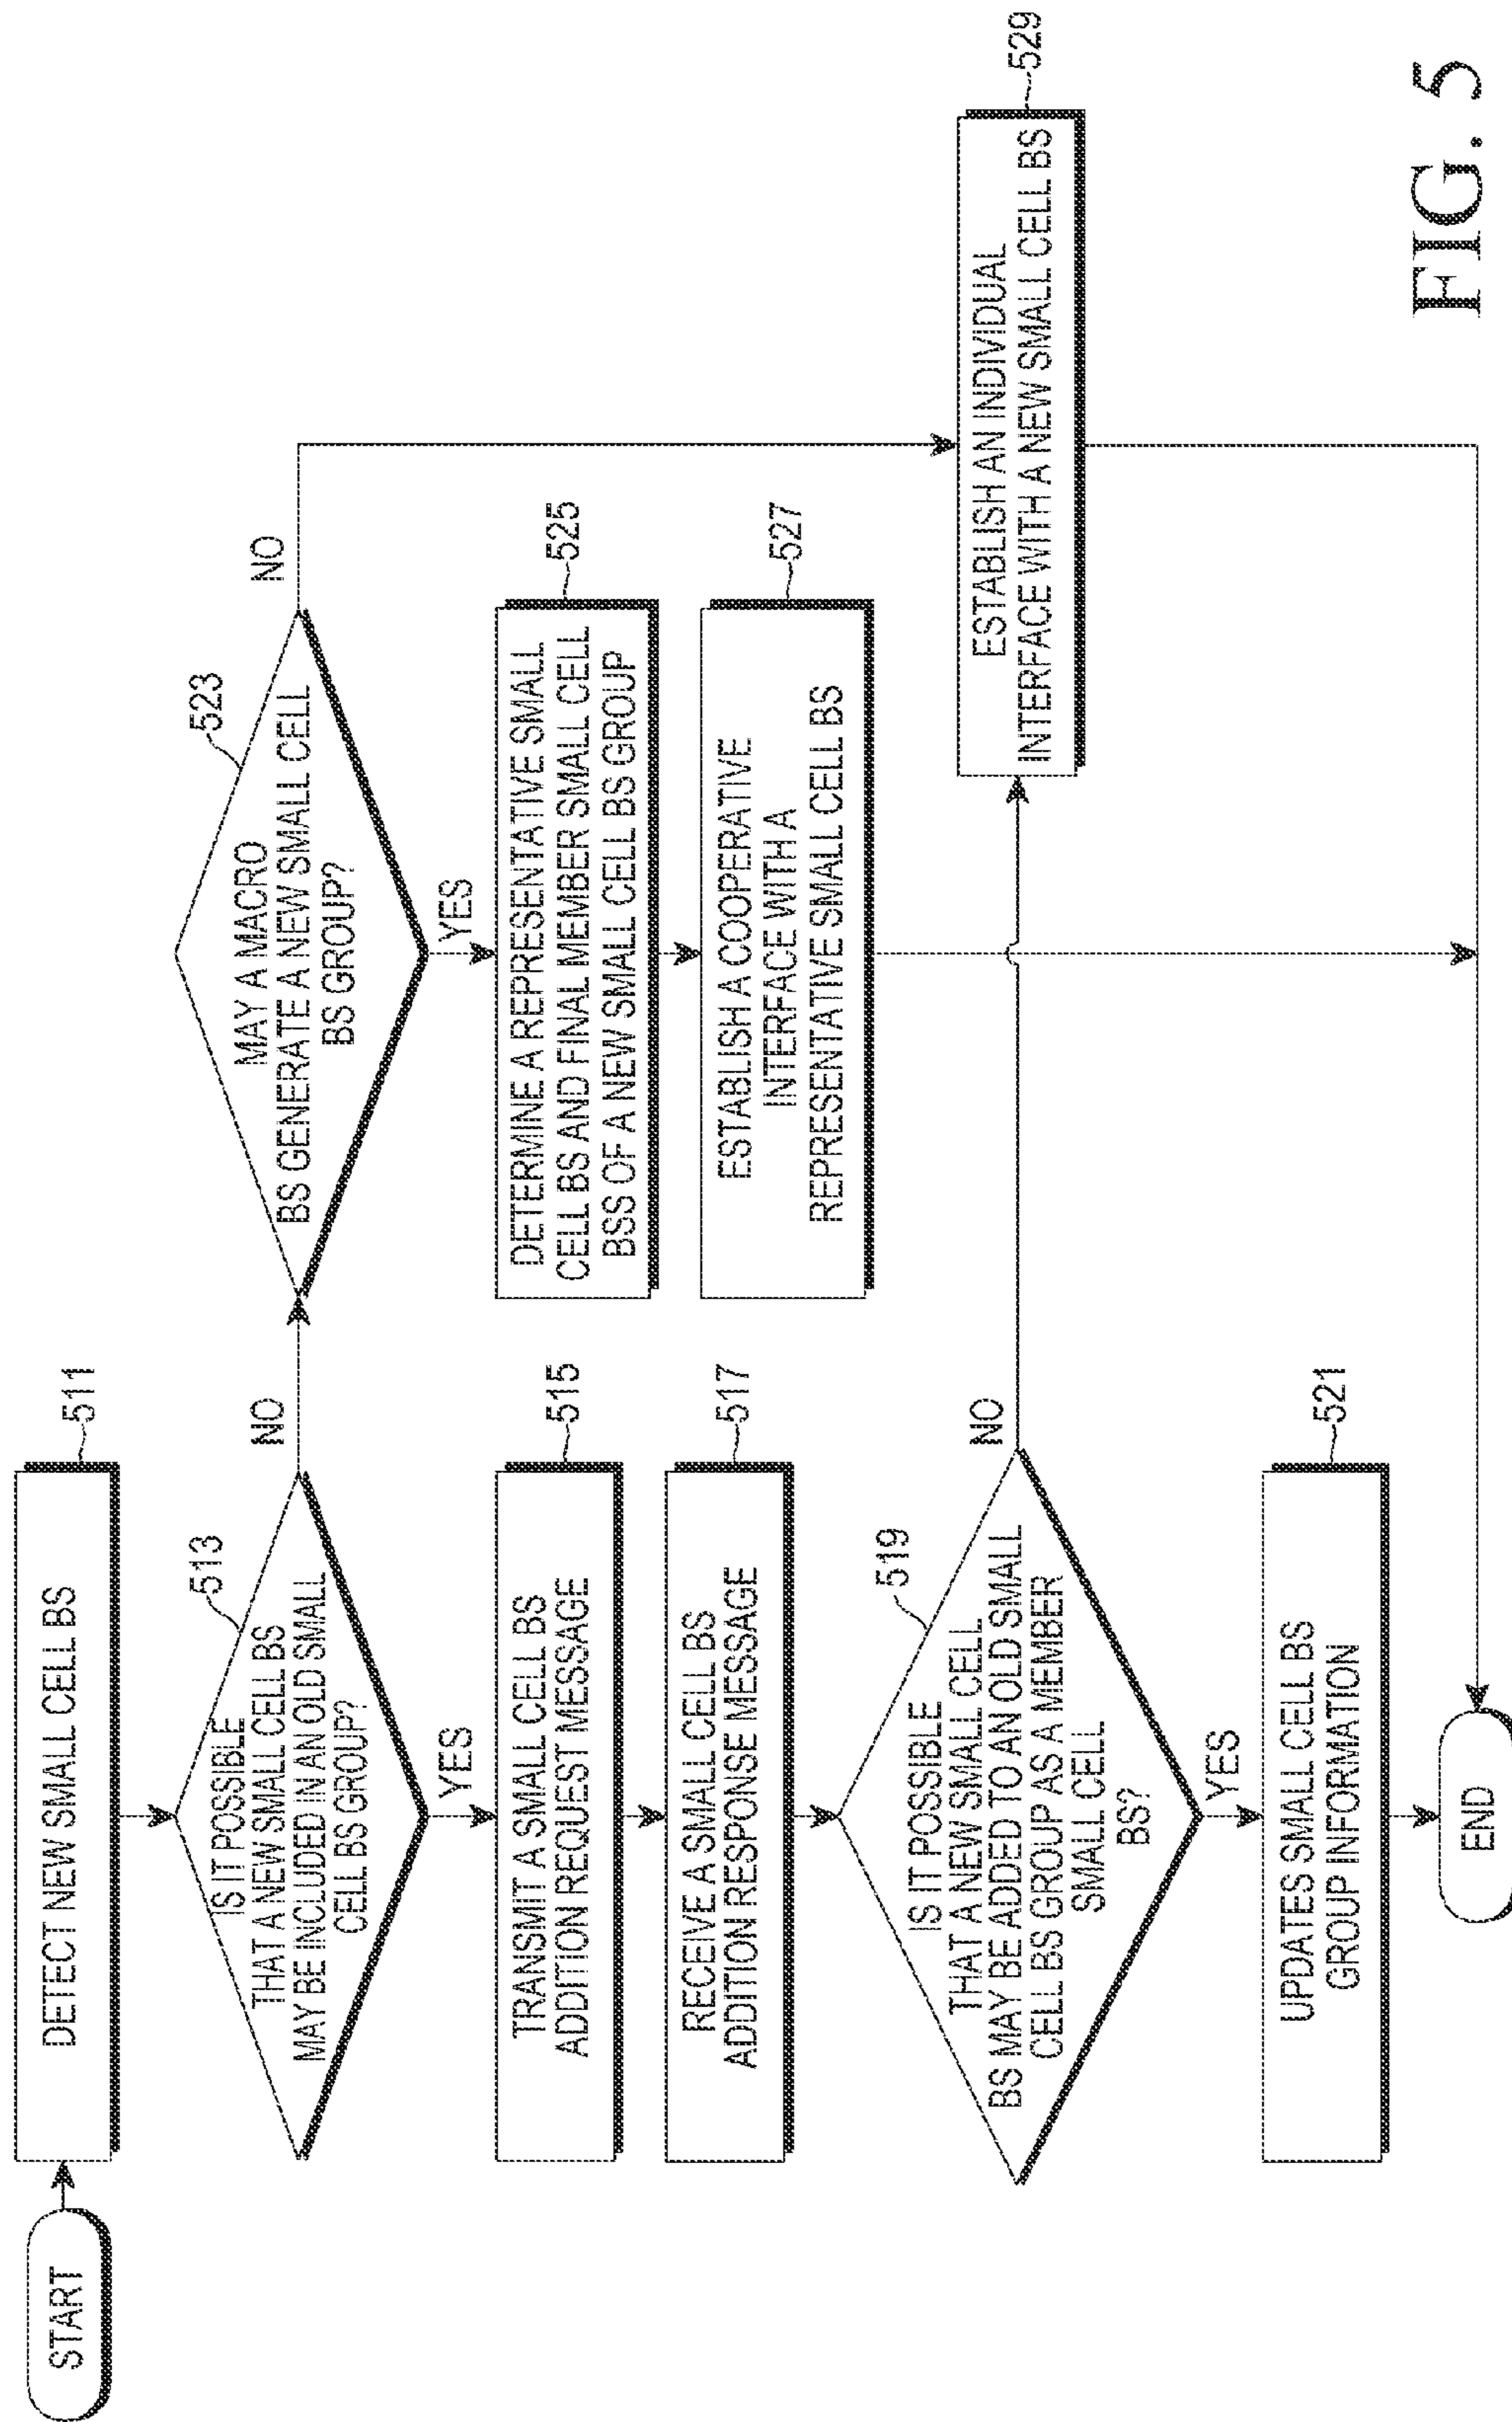 START
DETECT NEW SMALL CELL BS
511
IS IT POSSIBLE
THAT A NEW SMALL CELL BS
MAY BE INCLUDED IN AN OLD SMALL
CELL BS GROUP?
513
NO
YES
TRANSMIT A SMALL CELL BS
ADDITION REQUEST MESSAGE
515
RECEIVE A SMALL CELL BS
ADDITION RESPONSE MESSAGE
517
IS IT POSSIBLE
THAT A NEW SMALL CELL
BS MAY BE ADDED TO AN OLD SMALL
CELL BS GROUP AS A MEMBER
SMALL CELL
BS?
519
NO
YES
UPDATES SMALL CELL BS
GROUP INFORMATION
521
END
MAY A MACRO
BS GENERATE A NEW SMALL CELL
BS GROUP?
523
NO
YES
DETERMINE A REPRESENTATIVE SMALL
CELL BS AND FINAL MEMBER SMALL CELL
BSS OF A NEW SMALL CELL BS GROUP
525
ESTABLISH A COOPERATIVE
INTERFACE WITH A
REPRESENTATIVE SMALL CELL BS
527
ESTABLISH AN INDIVIDUAL
INTERFACE WITH A NEW SMALL CELL BS
529
FIG. 5